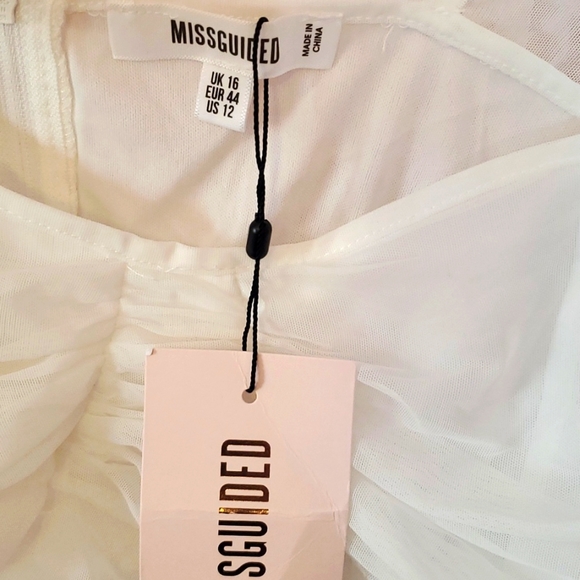 MISSGUIDED
MADE IN
CHINA
UK 16
EUR 44
US 12
SGUIDED